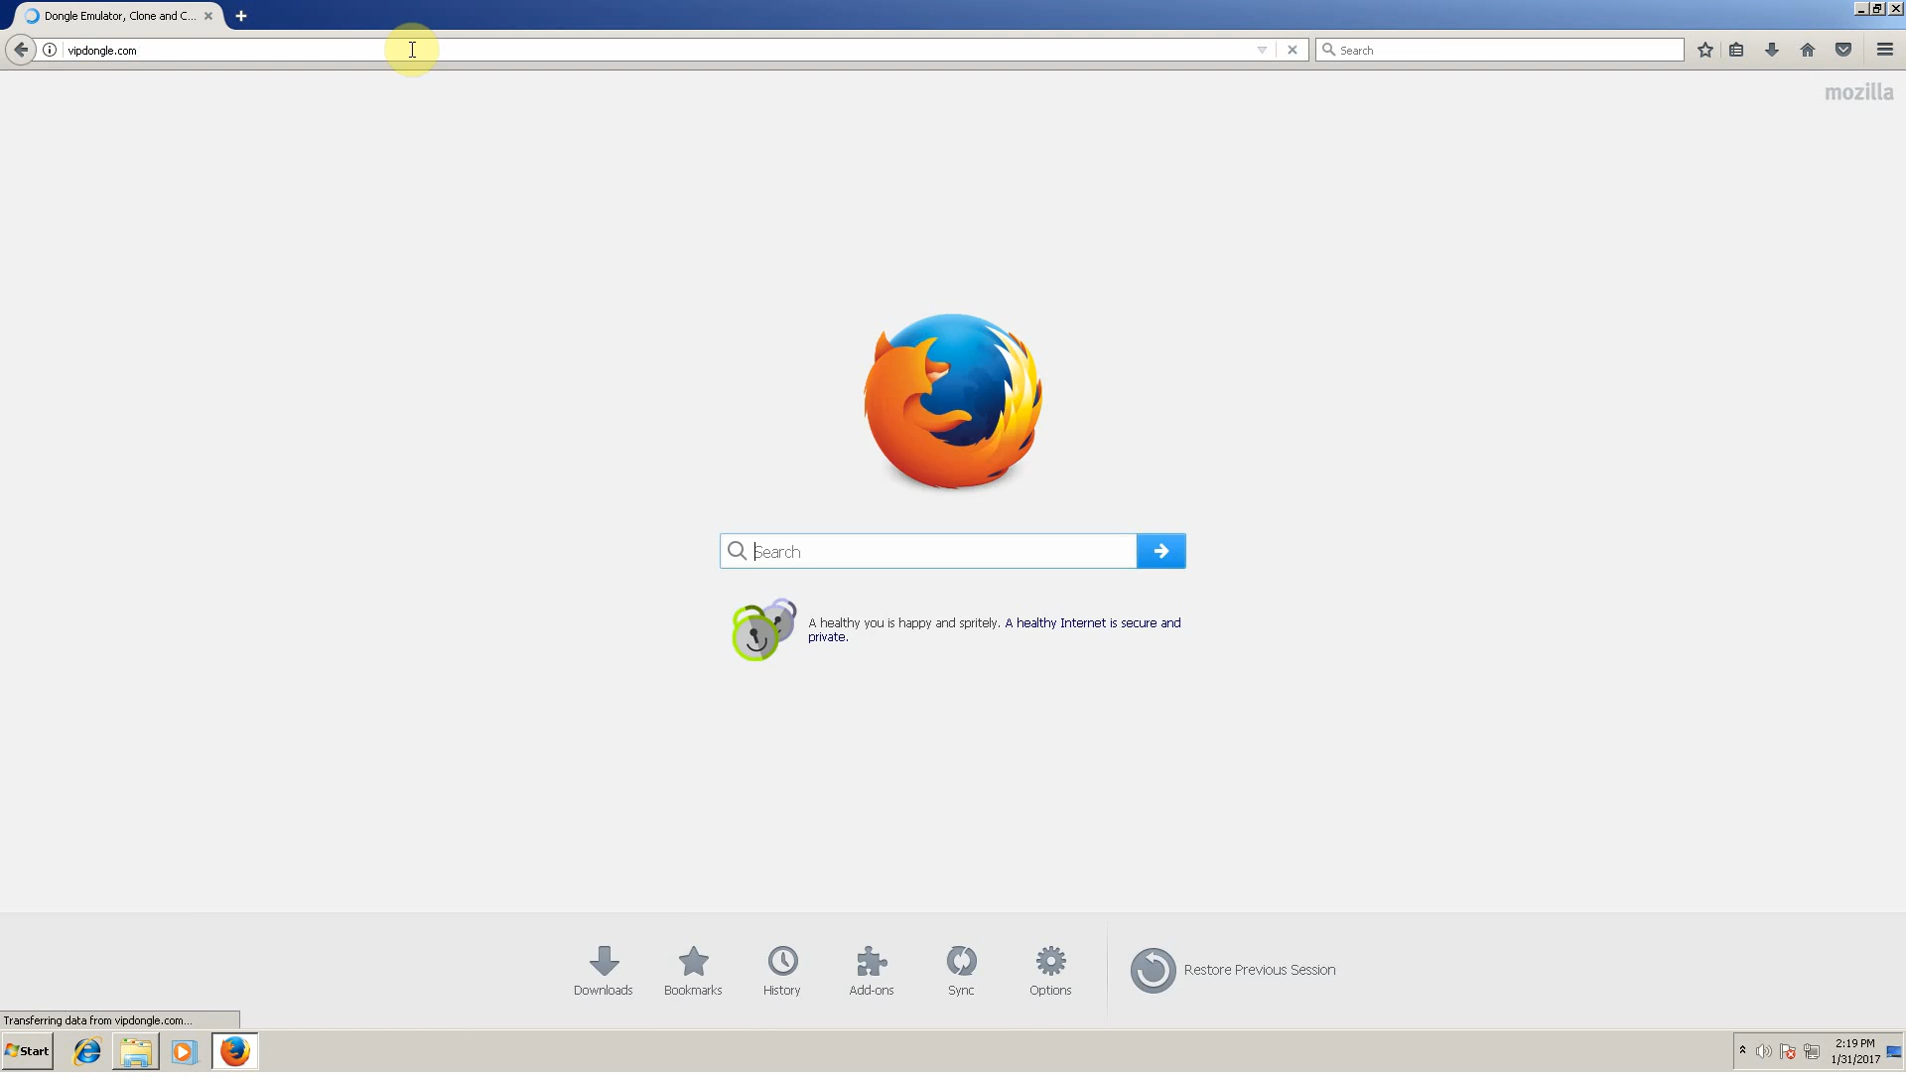 Dongle Emulator, Clone and C...
vipdongle.com
Search
mozilla
Search
A healthy you is happy and spritely. A healthy Internet is secure and
private.
Downloads
Bookmarks
History
Add-ons
Sync
Options
Restore Previous Session
Transferring data from vipdongle.com...
Start
2:19 PM
1/31/2017